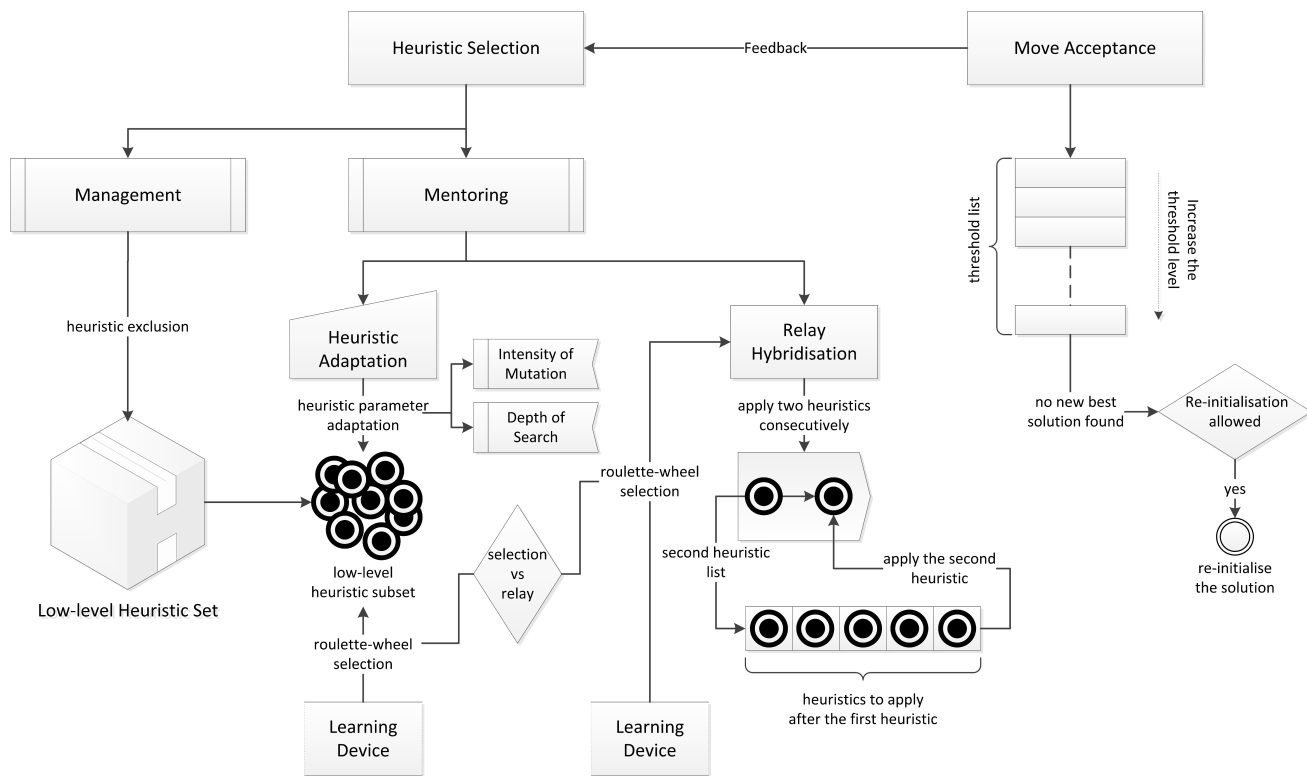 Heuristic Selection
Feedback
Move Acceptance
Management
Mentoring
threshold list
Increase the
threshold level
heuristic exclusion
Heuristic
Adaptation
Intensity of
Mutation
Depth of
Search
heuristic parameter
adaptation
Relay
Hybridisation
apply two heuristics
consecutively
no new best
solution found
Re-initialisation
allowed
yes
re-initialise
the solution
roulette-wheel
selection
selection
vs
relay
second heuristic
list
apply the second
heuristic
low-level
heuristic subset
Low-level Heuristic Set
roulette-wheel
selection
heuristics to apply
after the first heuristic
Learning
Device
Learning
Device